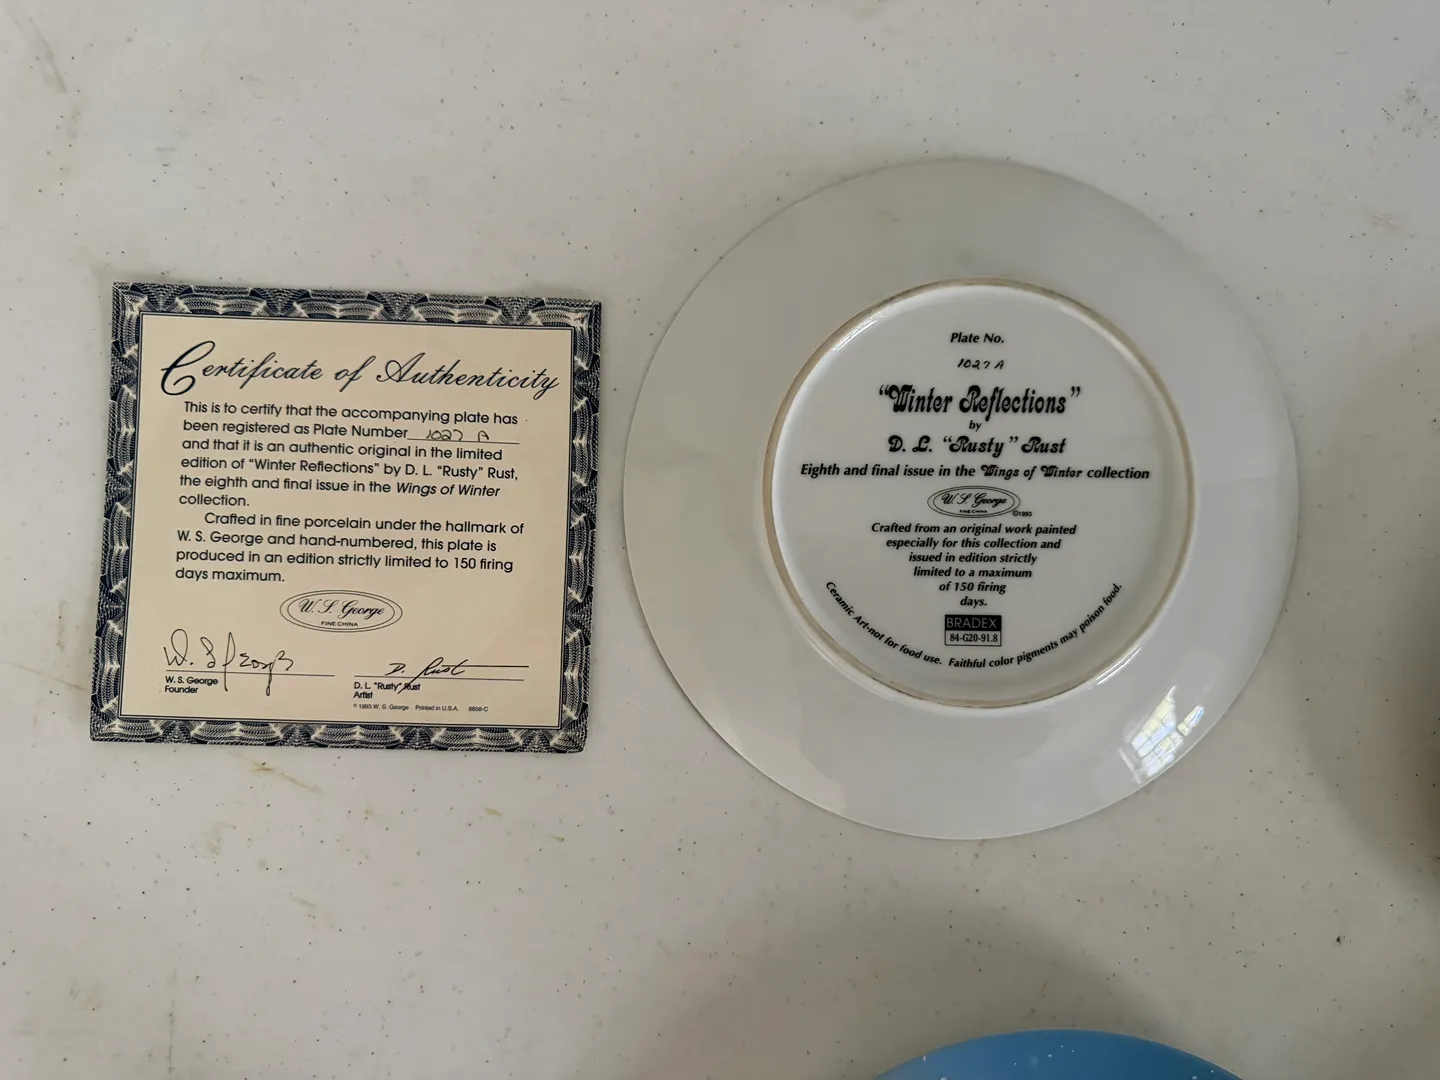 Certificate of Authenticity
This is to certify that the accompanying plate has
been registered as Plate Number 1027 A
and that it is an authentic original in the limited
edition of "Winter Reflections" by D. L. "Rusty" Rust,
the eighth and final issue in the Wings of Winter
collection.
Crafted in fine porcelain under the hallmark of
W. S. George and hand-numbered, this plate is
produced in an edition strictly limited to 150 firing
days maximum.
W. S. George
FINE CHINA
W. S. George
W. S. George
Founder
D. Rust
D. L. "Rusty" Rust
Artist
© 1993 W. S. George Printed in U.S.A. 8858-C
Plate No.
1027 A
"Winter Reflections"
by
D. L. "Rusty" Rust
Eighth and final issue in the Wings of Winter collection
W. S. George
FINE CHINA
©1993
Crafted from an original work painted
especially for this collection and
issued in edition strictly
limited to a maximum
of 150 firing
days.
BRADEX
84-G20-91.8
Ceramic Art-not for food use. Faithful color pigments may poison food.